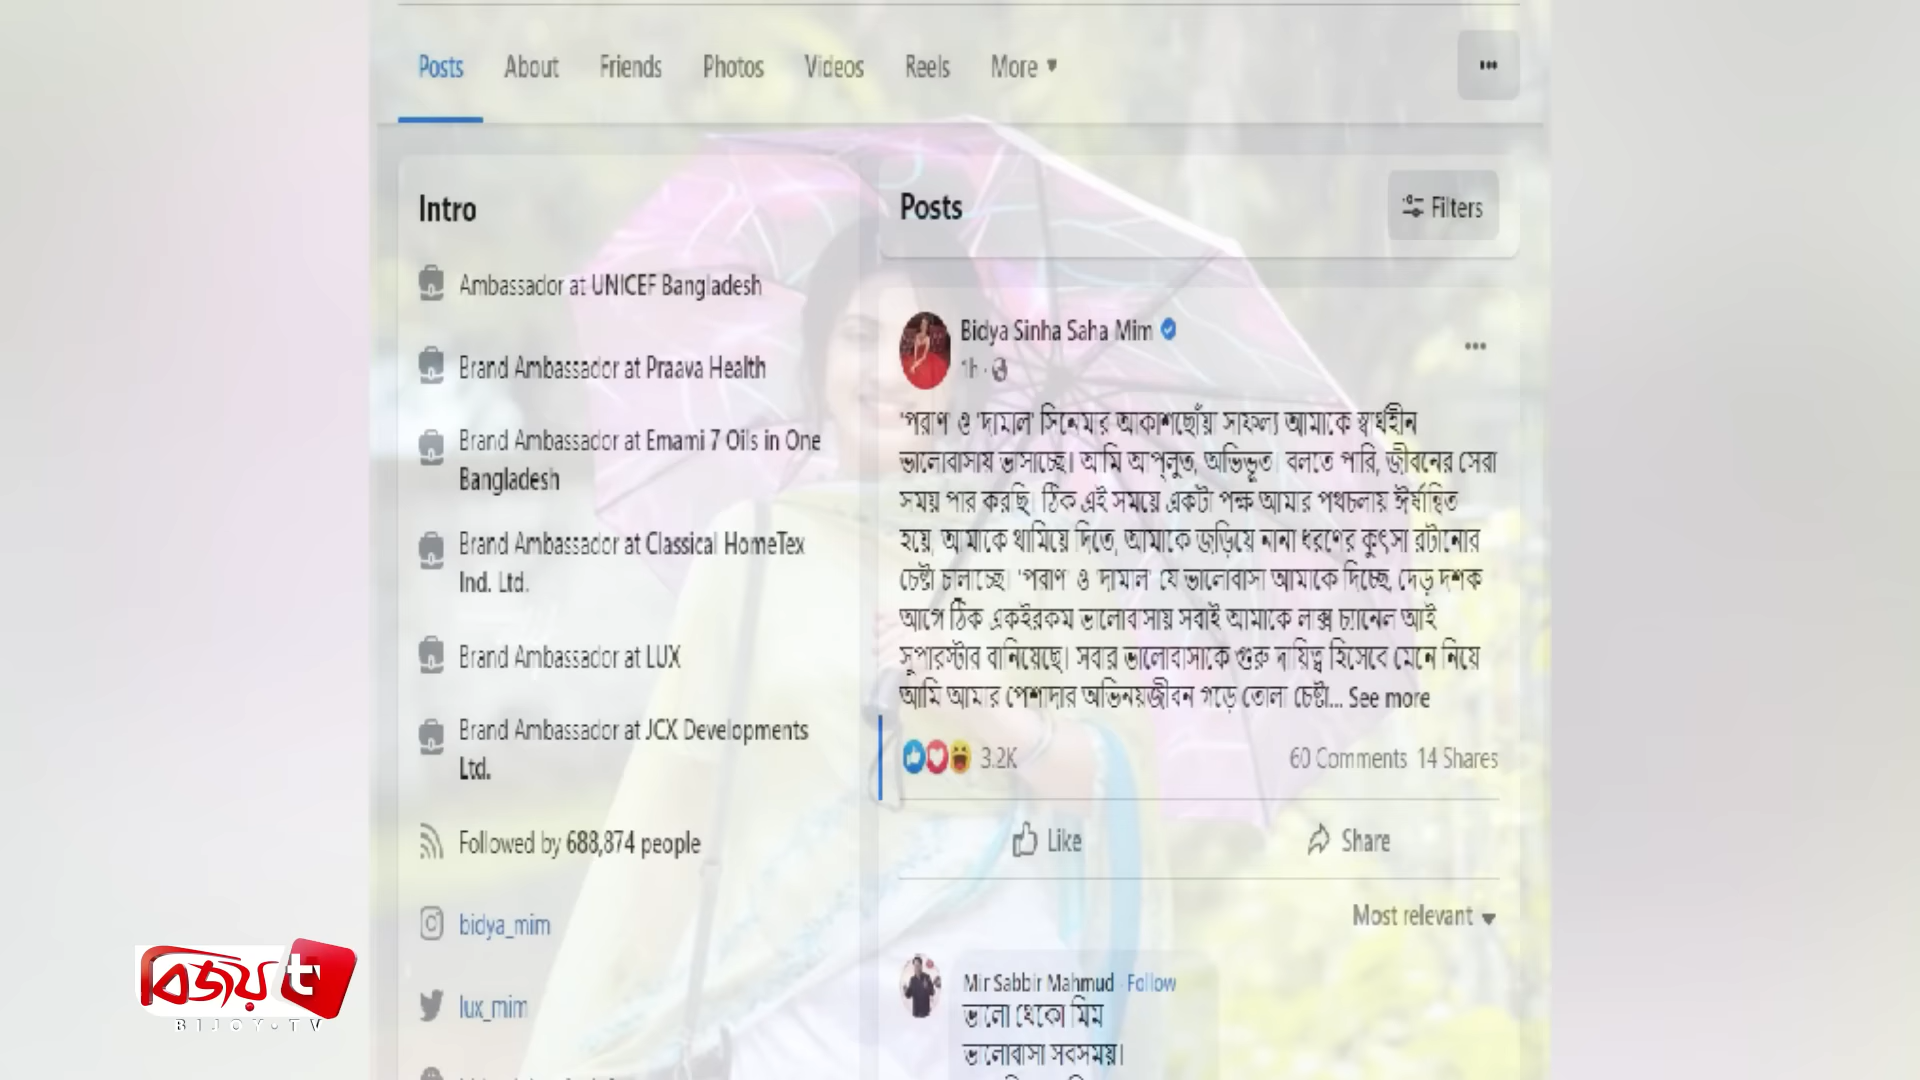 Posts About Friends Photos Videos Reels More
Intro
Ambassador at UNICEF Bangladesh
Brand Ambassador at Praava Health
Brand Ambassador at Emami 7 Oils in One
Bangladesh
Brand Ambassador at Classical HomeTex
Ind. Ltd.
Brand Ambassador at LUX
Brand Ambassador at JCX Developments
Ltd.
Followed by 688,874 people
bidya_mim
lux_mim
Posts
Filters
Bidya Sinha Saha Mim
1h
'পরাণ' ও 'দামাল' সিনেমার আকাশছোঁয়া সাফল্য আমাকে স্বার্থহীন
ভালোবাসায় ভাসাচ্ছে। আমি আপ্লুত, অভিভূত। বলতে পারি, জীবনের সেরা
সময় পার করছি। ঠিক এই সময়ে একটা পক্ষ আমার পথচলায় ঈর্ষান্বিত
হয়ে, আমাকে থামিয়ে দিতে, আমাকে জড়িয়ে নানা ধরণের কুৎসা রটানোর
চেষ্টা চালাচ্ছে। 'পরাণ' ও 'দামাল' যে ভালোবাসা আমাকে দিচ্ছে, দেড় দশক
আগে ঠিক একইরকম ভালোবাসায় সবাই আমাকে লাক্স চ্যানেল আই
সুপারস্টার বানিয়েছে। সবার ভালোবাসাকে গুরু দায়িত্ব হিসেবে মেনে নিয়ে
আমি আমার পেশাদার অভিনয়জীবন গড়ে তোলা চেষ্টা... See more
3.2K
60 Comments 14 Shares
Like Share
Most relevant
Mir Sabbir Mahmud · Follow
ভালো থেকো মিম
ভালোবাসা সবসময়।
বিজয় tv
BIJOY·TV